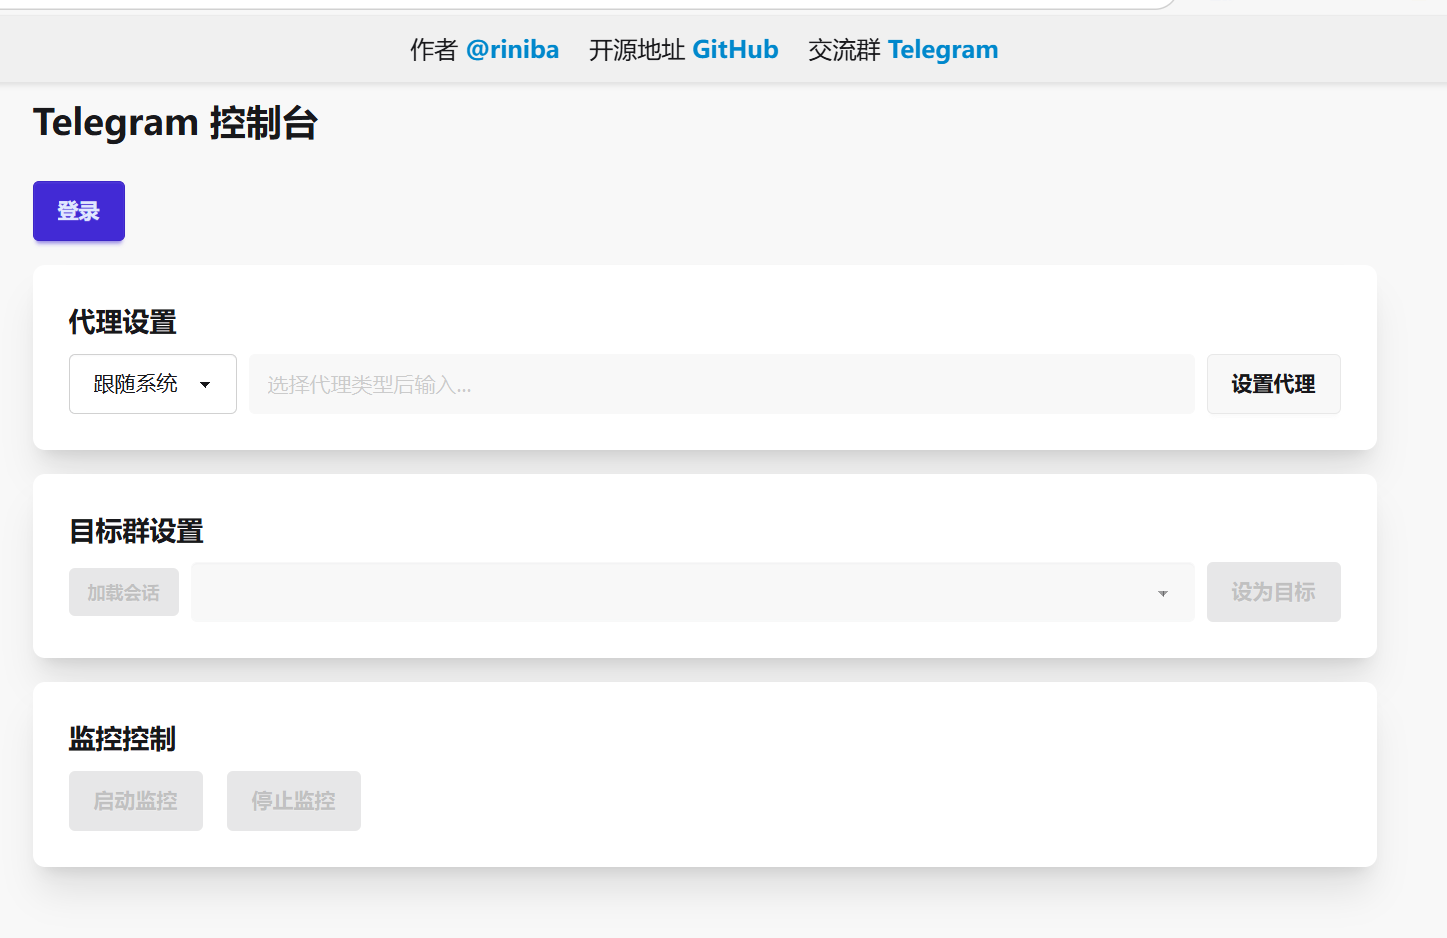 作者 @riniba 开源地址 GitHub 交流群 Telegram
Telegram 控制台
登录
代理设置
跟随系统 选择代理类型后输入... 设置代理
目标群设置
加载会话 设为目标
监控控制
启动监控 停止监控